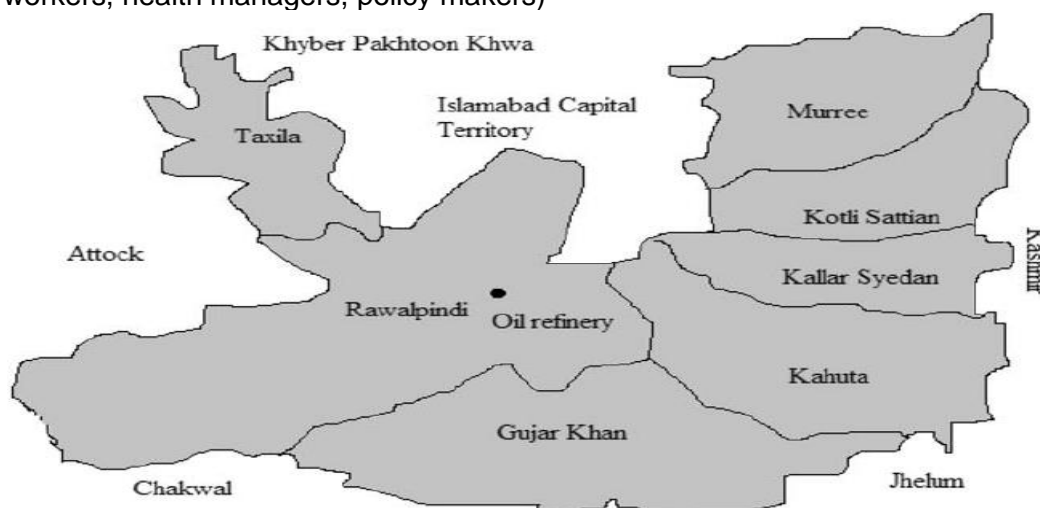 workers, health managers, policy makers)
Khyber Pakhtoon Khwa
Islamabad Capital
Territory
Murree
Taxila
Kotli Sattian
Attock
Kashmir
Kallar Syedan
Rawalpindi
Oil refinery
Kahuta
Gujar Khan
Chakwal
Jhelum